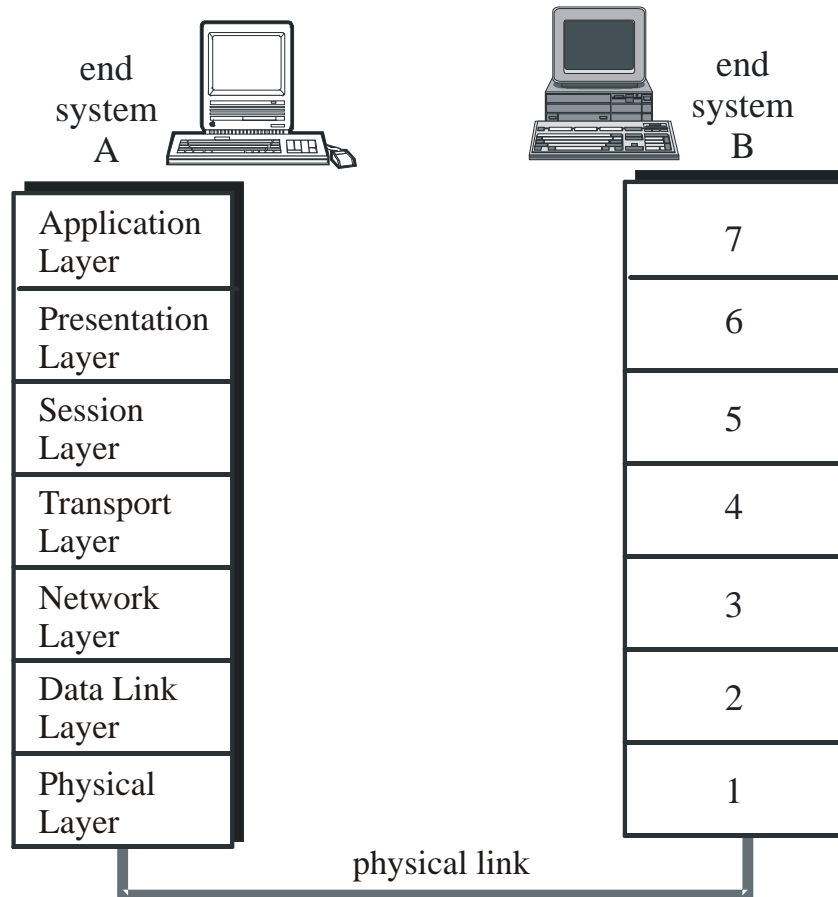 end
system
A
end
system
B
Application
Layer
7
Presentation
Layer
6
Session
Layer
5
Transport
Layer
4
Network
Layer
3
Data Link
Layer
2
Physical
Layer
1
physical link